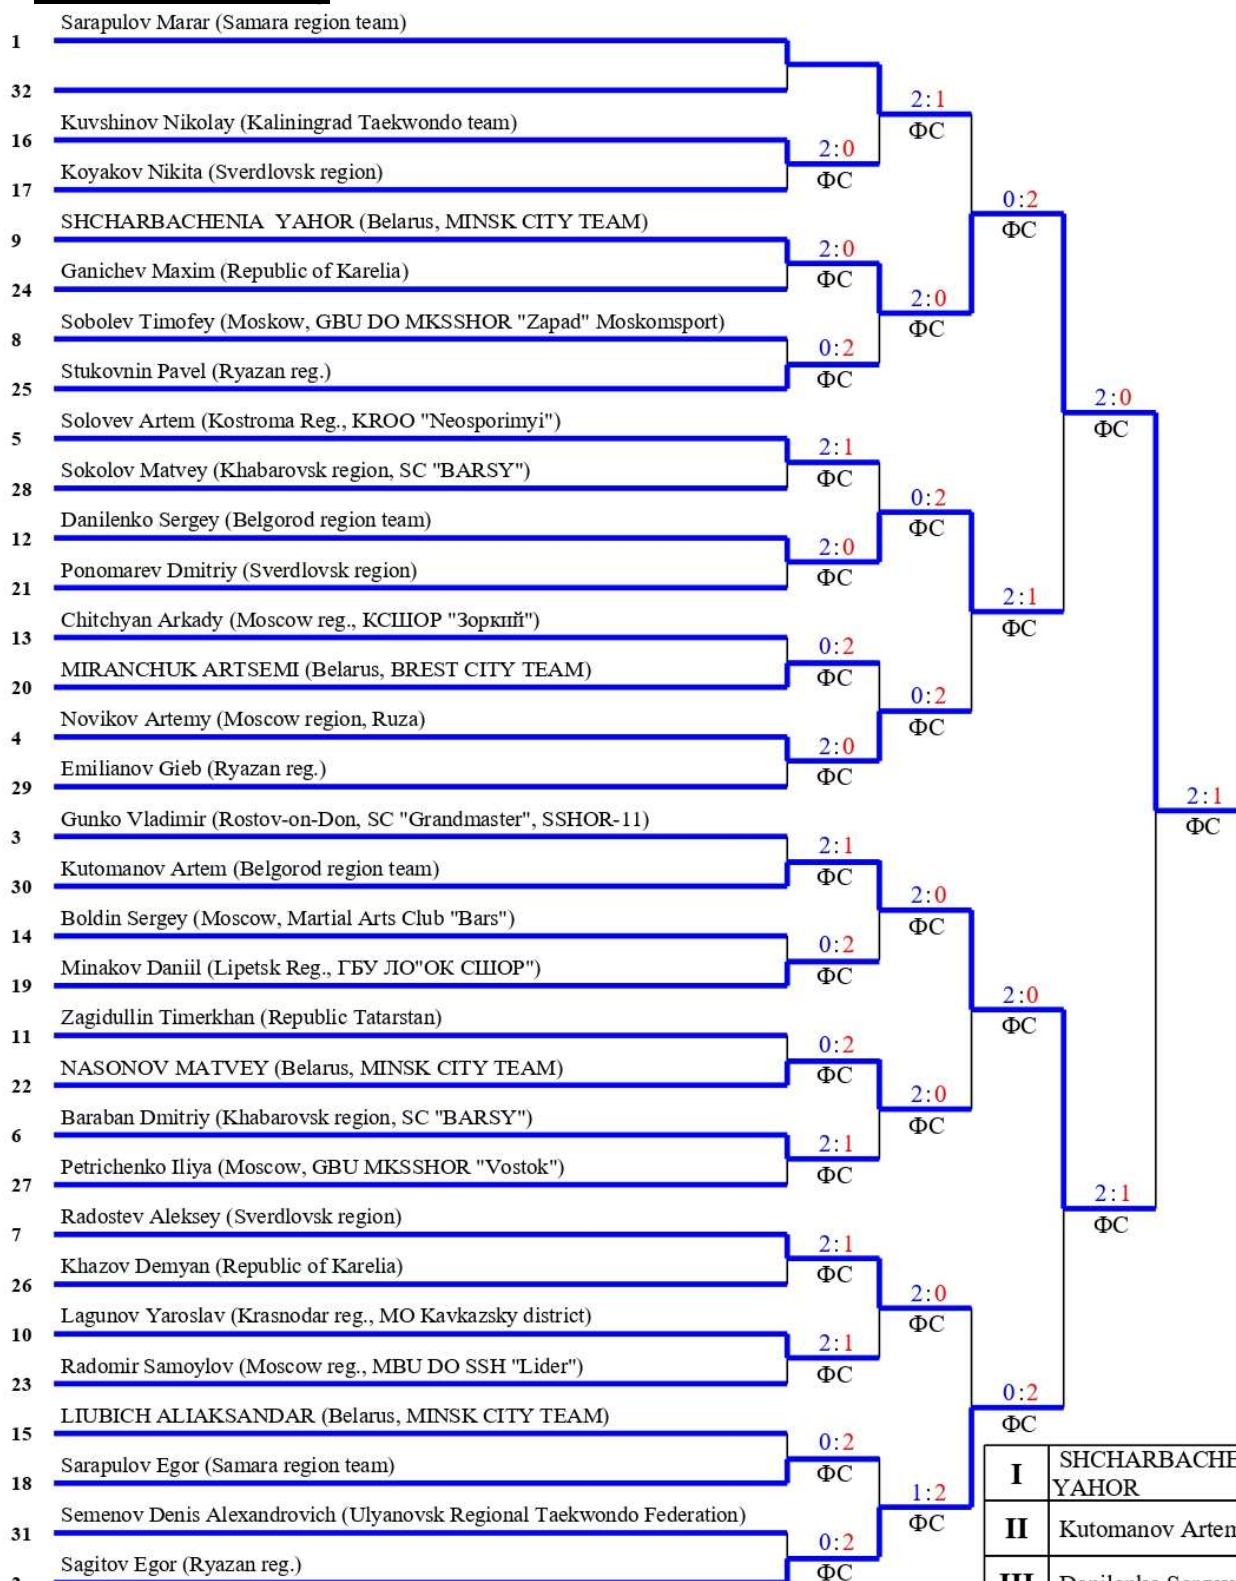 Sarapulov Marar (Samara region team)
1
2:1
32
ФС
Kuvshinov Nikolay (Kaliningrad Taekwondo team)
16
2:0
Koyakov Nikita (Sverdlovsk region)
ФС
17
0:2
SHCHARBACHENIA YAHOR (Belarus, MINSK CITY TEAM)
ФС
9
2:0
Ganichev Maxim (Republic of Karelia)
ФС
24
2:0
Sobolev Timofey (Moskow, GBU DO MKSSHOR "Zapad" Moskomsport)
ФС
8
0:2
Stukovnin Pavel (Ryazan reg.)
ФС
25
2:0
Solovev Artem (Kostroma Reg., KROO "Neosporimyi")
ФС
5
2:1
Sokolov Matvey (Khabarovsk region, SC "BARSY")
ФС
28
0:2
Danilenko Sergey (Belgorod region team)
ФС
12
2:0
Ponomarev Dmitriy (Sverdlovsk region)
ФС
21
2:1
Chitchyan Arkady (Moscow reg., КСШОР "Зоркий")
ФС
13
0:2
MIRANCHUK ARTSEMI (Belarus, BREST CITY TEAM)
ФС
20
0:2
Novikov Artemy (Moscow region, Ruza)
ФС
4
2:0
Emilianov Gieb (Ryazan reg.)
ФС
29
2:1
Gunko Vladimir (Rostov-on-Don, SC "Grandmaster", SSHOR-11)
ФС
3
2:1
Kutomanov Artem (Belgorod region team)
ФС
30
2:0
Boldin Sergey (Moscow, Martial Arts Club "Bars")
ФС
14
0:2
Minakov Daniil (Lipetsk Reg., ГБУ ЛО"ОК СШОР")
ФС
19
2:0
Zagidullin Timerkhan (Republic Tatarstan)
ФС
11
0:2
NASONOV MATVEY (Belarus, MINSK CITY TEAM)
ФС
22
2:0
Baraban Dmitriy (Khabarovsk region, SC "BARSY")
ФС
6
2:1
Petrichenko Iliya (Moscow, GBU MKSSHOR "Vostok")
ФС
27
2:1
Radostev Aleksey (Sverdlovsk region)
ФС
7
2:1
Khazov Demyan (Republic of Karelia)
ФС
26
2:0
Lagunov Yaroslav (Krasnodar reg., MO Kavkazsky district)
ФС
10
2:1
Radomir Samoylov (Moscow reg., MBU DO SSH "Lider")
ФС
23
0:2
LIUBICH ALIAKSANDAR (Belarus, MINSK CITY TEAM)
ФС
15
0:2
Sarapulov Egor (Samara region team)
ФС
18
1:2
Semenov Denis Alexandrovich (Ulyanovsk Regional Taekwondo Federation)
ФС
31
0:2
Sagitov Egor (Ryazan reg.)
ФС
I
SHCHARBACHE
YAHOR
II
Kutomanov Artem
III
Danilenko Sergey